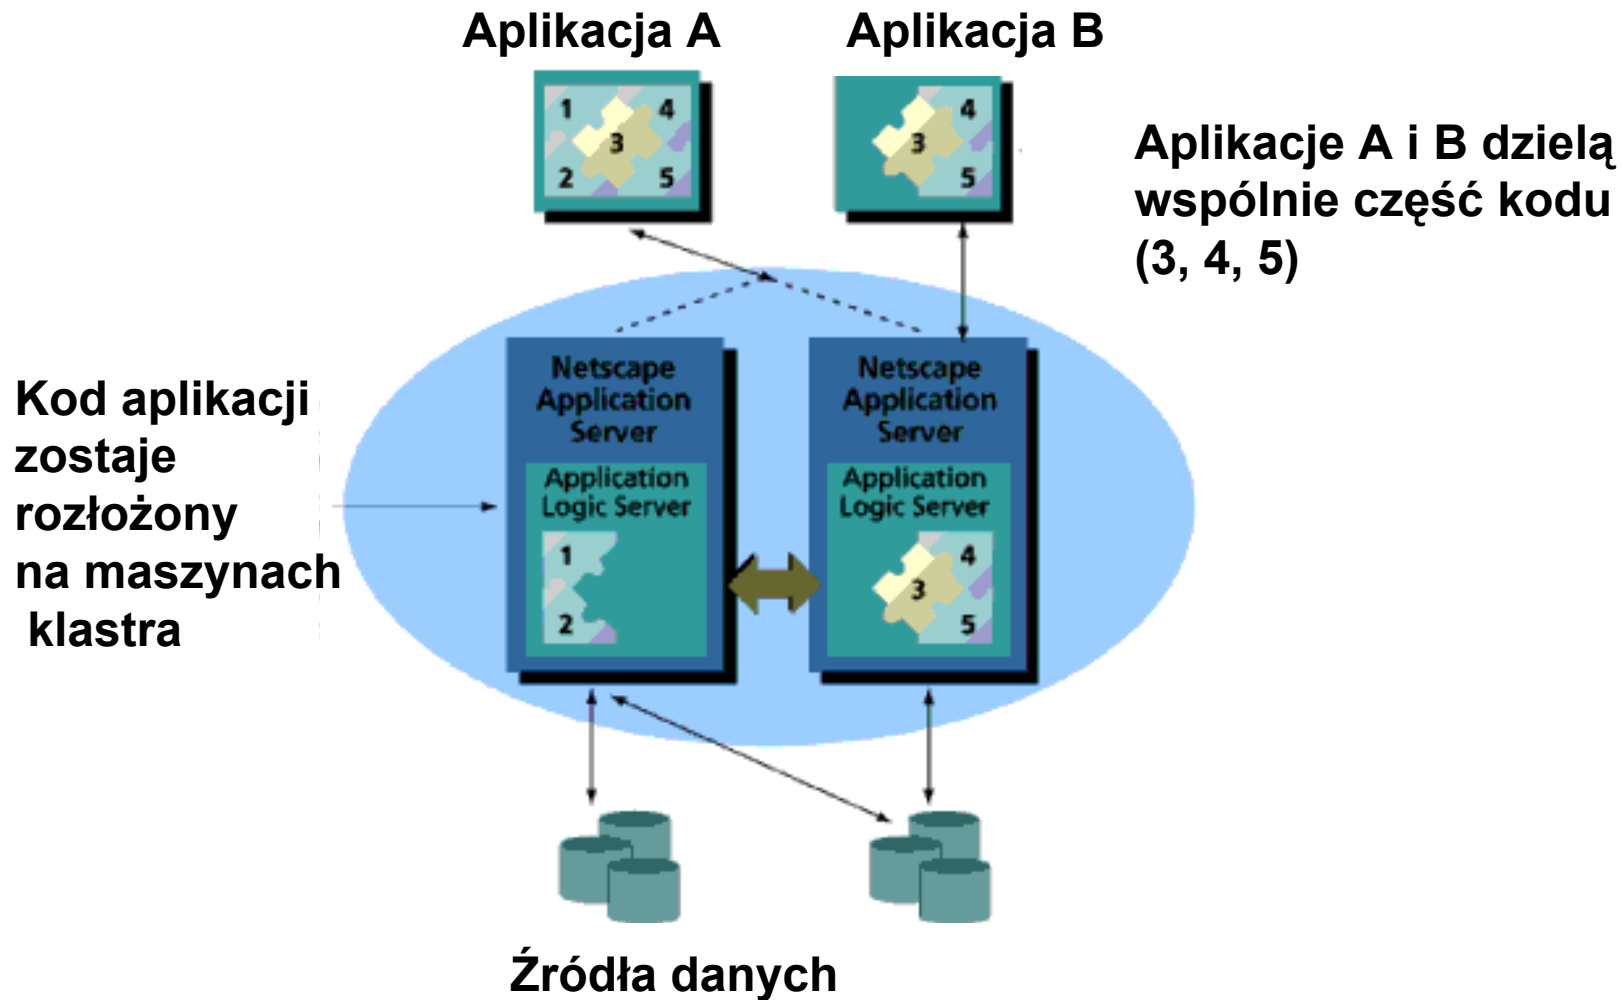 Aplikacja A
Aplikacja B
1
4
3
2
5
4
3
5
Aplikacje A i B dzielą
wspólnie część kodu
(3, 4, 5)
Kod aplikacji
zostaje
rozłożony
na maszynach
klastra
Netscape
Application
Server
Application
Logic Server
1
2
Netscape
Application
Server
Application
Logic Server
4
3
5
Źródła danych